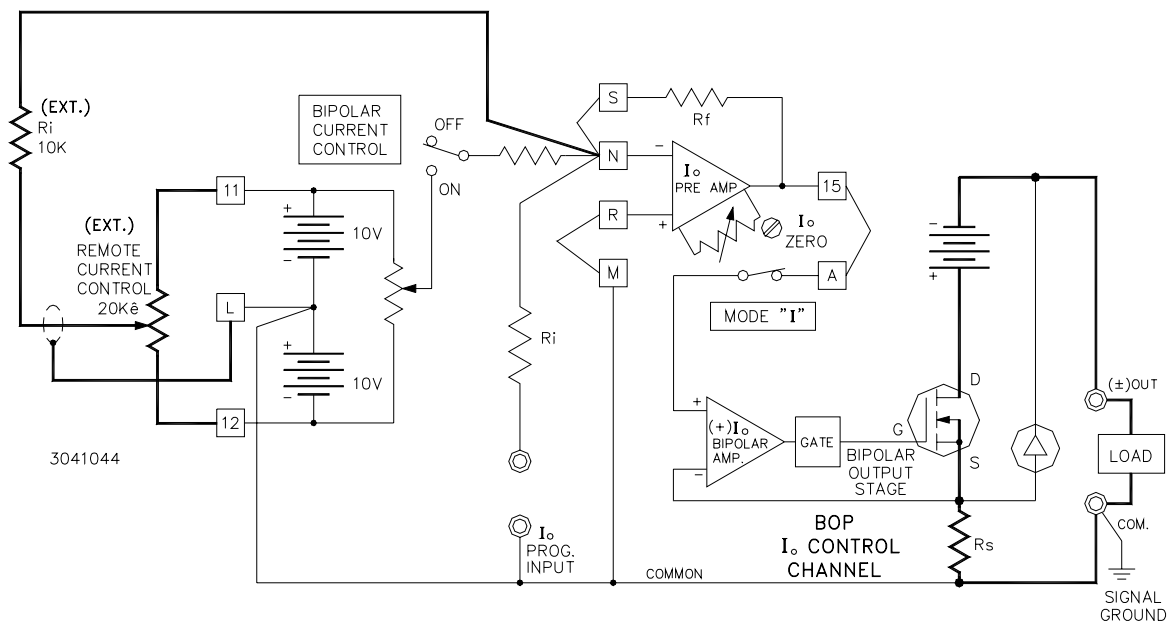 (EXT.)
Ri
10K
(EXT.)
REMOTE
CURRENT
CONTROL
20Kê
11
L
12
+
-
10V
+
-
10V
3041044
BIPOLAR
CURRENT
CONTROL
OFF
ON
S
N
R
M
Rf
-
Io
PRE AMP
+
Io
ZERO
15
A
MODE "I"
Ri
Io
PROG.
INPUT
+
(+)Io
BIPOLAR
AMP.
-
GATE
G
D
S
BIPOLAR
OUTPUT
STAGE
-
+
BOP
Io CONTROL
CHANNEL
Rs
COMMON
(±)OUT
LOAD
COM.
SIGNAL
GROUND